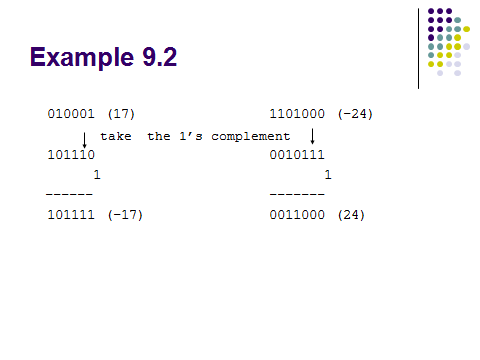 Example 9.2
010001 (17) 1101000 (-24)
take the 1's complement
101110 0010111
1 1
------ -------
101111 (-17) 0011000 (24)